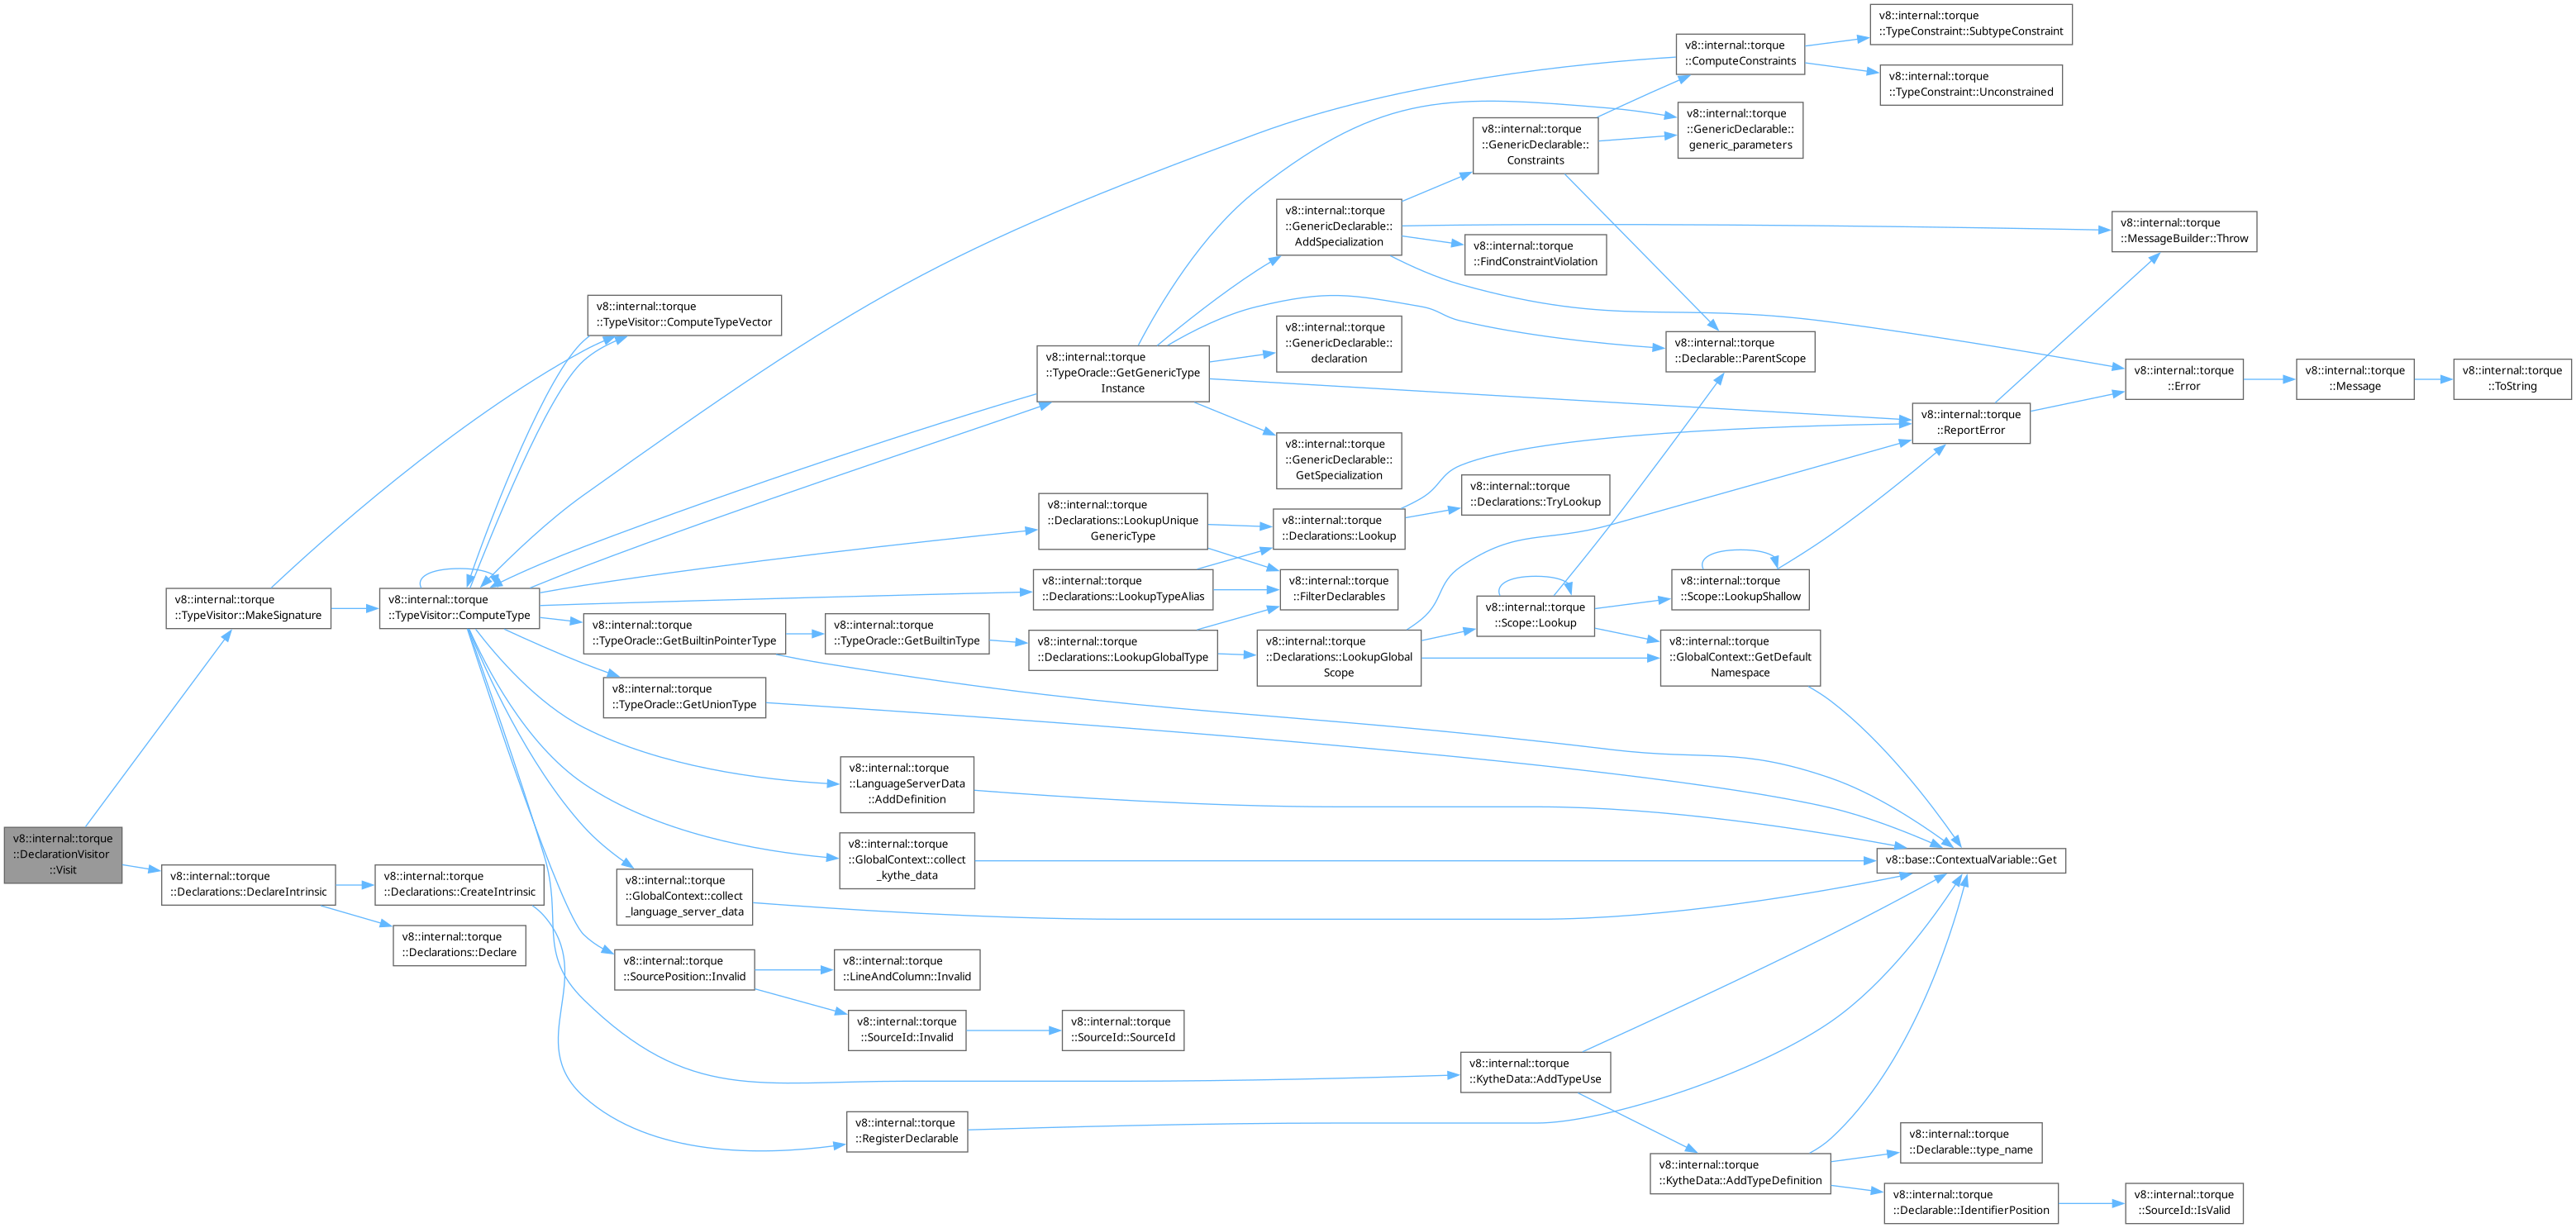 v8::internal::torque
::DeclarationVisitor
::Visit
v8::internal::torque
::TypeVisitor::MakeSignature
v8::internal::torque
::Declarations::DeclareIntrinsic
v8::internal::torque
::TypeVisitor::ComputeType
v8::internal::torque
::Declarations::CreateIntrinsic
v8::internal::torque
::Declarations::Declare
v8::internal::torque
::TypeVisitor::ComputeTypeVector
v8::internal::torque
::TypeOracle::GetBuiltinPointerType
v8::internal::torque
::TypeOracle::GetUnionType
v8::internal::torque
::GlobalContext::collect
_language_server_data
v8::internal::torque
::SourcePosition::Invalid
v8::internal::torque
::TypeOracle::GetBuiltinType
v8::internal::torque
::LanguageServerData
::AddDefinition
v8::internal::torque
::GlobalContext::collect
_kythe_data
v8::internal::torque
::LineAndColumn::Invalid
v8::internal::torque
::SourceId::Invalid
v8::internal::torque
::RegisterDeclarable
v8::internal::torque
::TypeOracle::GetGenericType
Instance
v8::internal::torque
::Declarations::LookupUnique
GenericType
v8::internal::torque
::Declarations::LookupTypeAlias
v8::internal::torque
::Declarations::LookupGlobalType
v8::internal::torque
::SourceId::SourceId
v8::internal::torque
::GenericDeclarable::
AddSpecialization
v8::internal::torque
::GenericDeclarable::
declaration
v8::internal::torque
::GenericDeclarable::
GetSpecialization
v8::internal::torque
::Declarations::Lookup
v8::internal::torque
::FilterDeclarables
v8::internal::torque
::Declarations::LookupGlobal
Scope
v8::internal::torque
::GenericDeclarable::
Constraints
v8::internal::torque
::FindConstraintViolation
v8::internal::torque
::Declarations::TryLookup
v8::internal::torque
::Scope::Lookup
v8::internal::torque
::KytheData::AddTypeUse
v8::internal::torque
::ComputeConstraints
v8::internal::torque
::GenericDeclarable::
generic_parameters
v8::internal::torque
::Declarable::ParentScope
v8::internal::torque
::Scope::LookupShallow
v8::internal::torque
::GlobalContext::GetDefault
Namespace
v8::internal::torque
::KytheData::AddTypeDefinition
v8::internal::torque
::TypeConstraint::SubtypeConstraint
v8::internal::torque
::TypeConstraint::Unconstrained
v8::internal::torque
::ReportError
v8::base::ContextualVariable::Get
v8::internal::torque
::Declarable::type_name
v8::internal::torque
::Declarable::IdentifierPosition
v8::internal::torque
::MessageBuilder::Throw
v8::internal::torque
::Error
v8::internal::torque
::SourceId::IsValid
v8::internal::torque
::Message
v8::internal::torque
::ToString